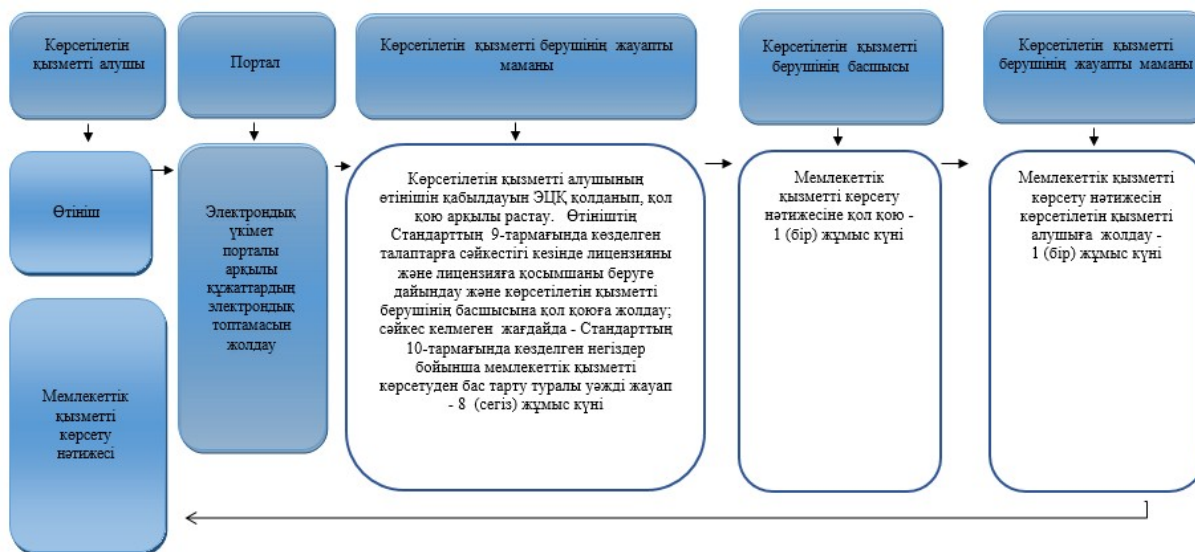 Көрсетілетін
қызметті алушы
Портал
Көрсетілетін қызметті берушінің жауапты
маманы
Көрсетілетін қызметті
берушінің басшысы
Көрсетілетін қызметті
берушінің жауапты маманы
Өтініш
Электрондық
үкімет
порталы
арқылы
құжаттардың
электрондық
топтамасын
жолдау
Көрсетілетін қызметті алушының
өтінішін қабылдауын ЭЦҚ қолданып, қол
қою арқылы растау. Өтініштің
Стандарттың 9-тармағында көзделген
талаптарға сәйкестігі кезінде лицензияны
және лицензияға қосымшаны беруге
дайындау және көрсетілетін қызметті
берушінің басшысына қол қоюға жолдау;
сәйкес келмеген жағдайда - Стандарттың
10-тармағында көзделген негіздер
бойынша мемлекеттік қызметті
көрсетуден бас тарту туралы уәжді жауап
- 8 (сегіз) жұмыс күні
Мемлекеттік
қызметті көрсету
нәтижесіне қол қою -
1 (бір) жұмыс күні
Мемлекеттік қызметті
көрсету нәтижесін
көрсетілетін қызметті
алушыға жолдау -
1 (бір) жұмыс күні
Мемлекеттік
қызметті
көрсету
нәтижесі